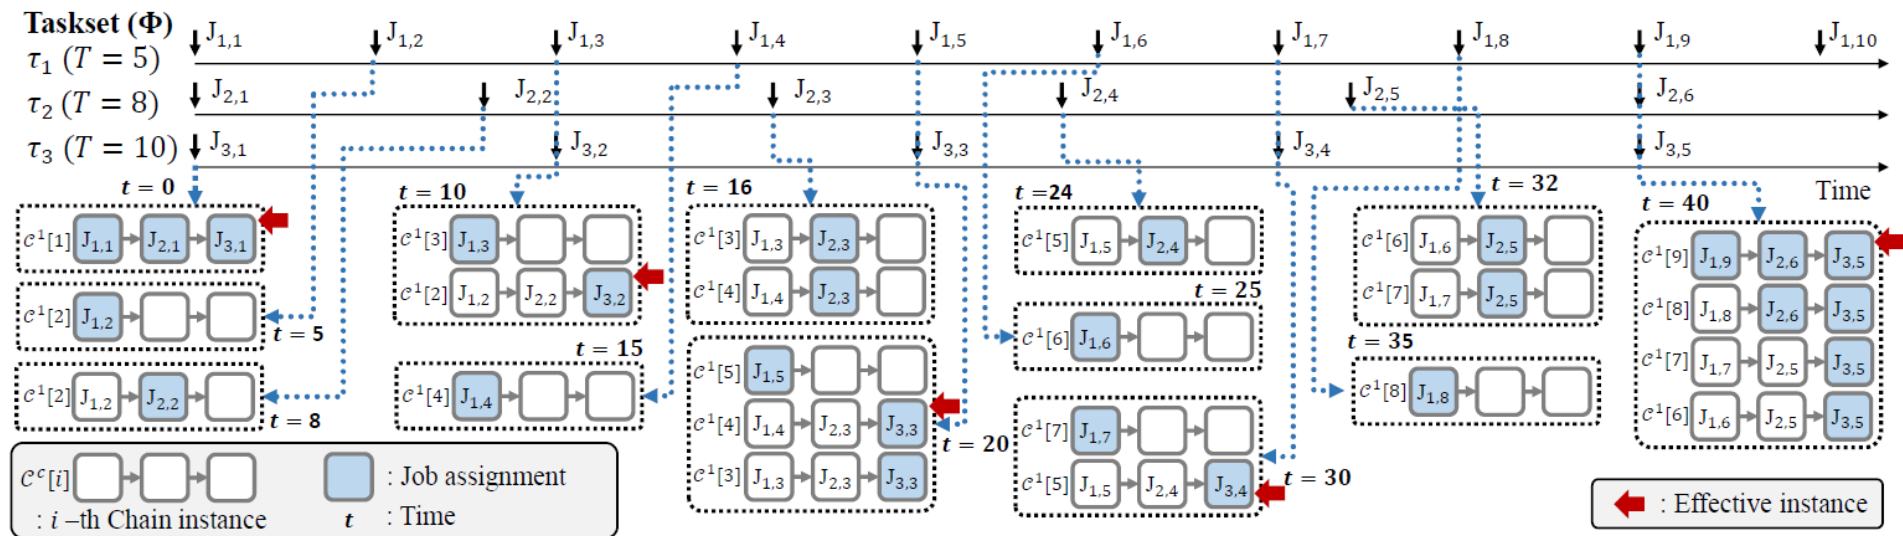 Taskset (Φ)
J1,1 J1,2 J1,3 J1,4 J1,5 J1,6 J1,7 J1,8 J1,9 J1,10
τ1 (T = 5)
J2,1 J2,2 J2,3 J2,4 J2,5 J2,6
τ2 (T = 8)
J3,1 J3,2 J3,3 J3,4 J3,5
τ3 (T = 10)
Time
t = 0
C1[1] J1,1 J2,1 J3,1
C1[2] J1,2
t = 5
C1[2] J1,2 J2,2
t = 8
t = 10
C1[3] J1,3
C1[2] J1,2 J2,2 J3,2
t = 15
C1[4] J1,4
t = 16
C1[3] J1,3 J2,3
C1[4] J1,4 J2,3
C1[5] J1,5
C1[4] J1,4 J2,3 J3,3
C1[3] J1,3 J2,3 J3,3
t = 20
t =24
C1[5] J1,5 J2,4
t = 25
C1[6] J1,6
C1[7] J1,7
C1[5] J1,5 J2,4 J3,4
t = 30
t = 32
C1[6] J1,6 J2,5
C1[7] J1,7 J2,5
t = 35
C1[8] J1,8
t = 40
C1[9] J1,9 J2,6 J3,5
C1[8] J1,8 J2,6 J3,5
C1[7] J1,7 J2,5 J3,5
C1[6] J1,6 J2,5 J3,5
Cc[i]
: i –th Chain instance
: Job assignment
t : Time
: Effective instance